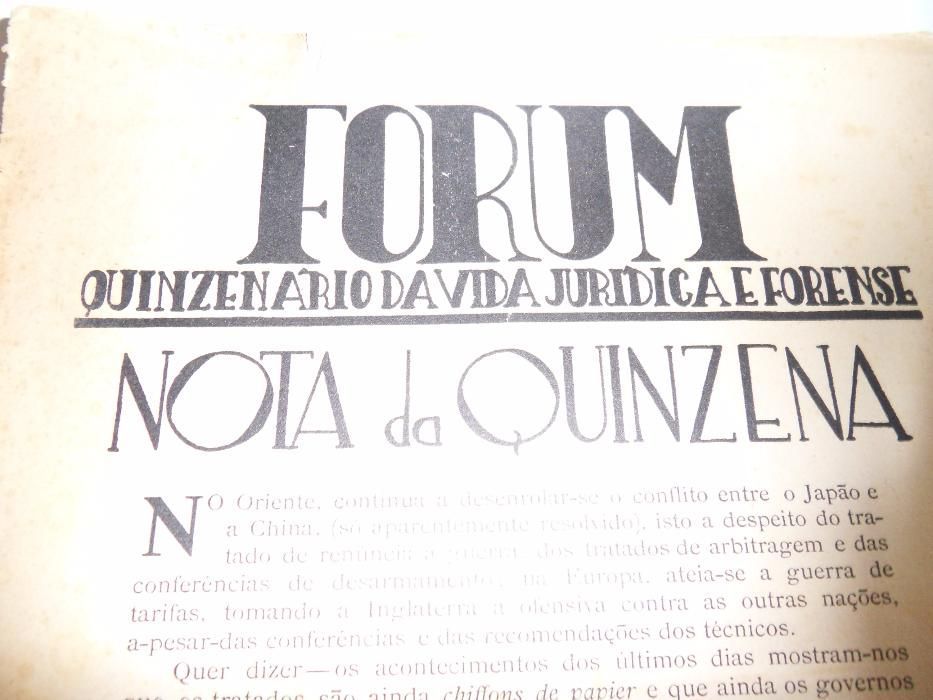 FORUM
QUINZENÁRIO DA VIDA JURÍDICA E FORENSE
NOTA da QUINZENA
NO Oriente, continua a desenrolar-se o conflito entre o Japão e
a China, (só aparentemente resolvido), isto a despeito do tra-
tado de renúncia à guerra, dos tratados de arbitragem e das
conferências de desarmamento; na Europa, ateia-se a guerra de
tarifas, tomando a Inglaterra a ofensiva contra as outras nações,
a-pesar-das conferências e das recomendações dos técnicos.
Quer dizer—os acontecimentos dos últimos dias mostram-nos
que os tratados são ainda chiffons de papier e que ainda os governos